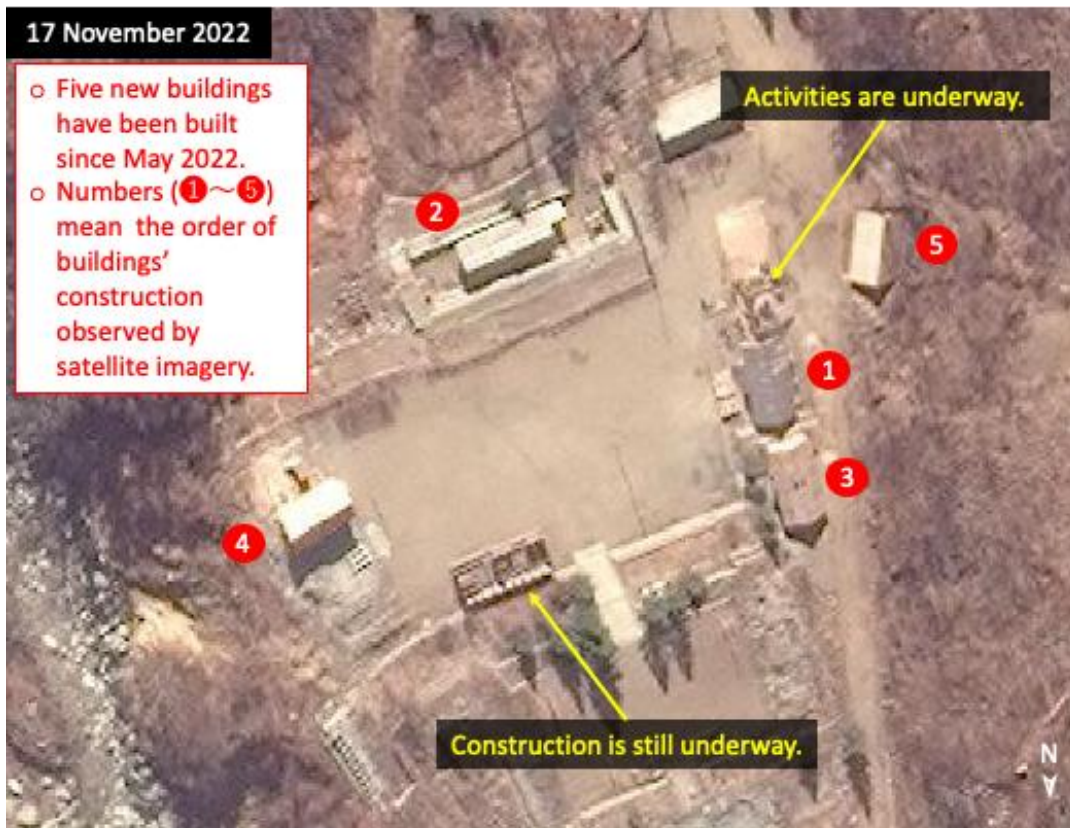 17 November 2022
o Five new buildings
have been built
since May 2022.
o Numbers (❶～❺)
mean the order of
buildings’
construction
observed by
satellite imagery.
Activities are underway.
2
5
1
3
4
Construction is still underway.
N